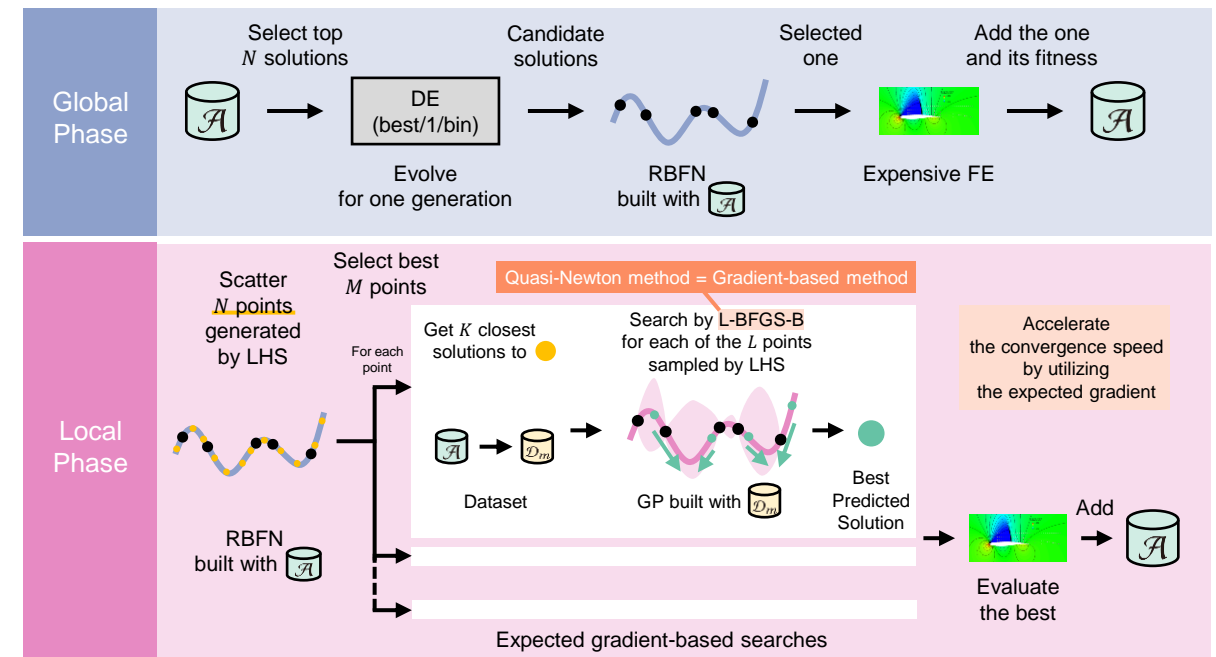 Global
Phase
Select top
N solutions
𝒜
DE
(best/1/bin)
Evolve
for one generation
Candidate
solutions
RBFN
built with 𝒜
Selected
one
Expensive FE
Add the one
and its fitness
𝒜
Local
Phase
Scatter
N points
generated
by LHS
RBFN
built with 𝒜
Select best
M points
For each
point
Quasi-Newton method = Gradient-based method
Get K closest
solutions to
𝒜
𝒟ₘ
Dataset
Search by L-BFGS-B
for each of the L points
sampled by LHS
GP built with 𝒟ₘ
Best
Predicted
Solution
Expected gradient-based searches
Accelerate
the convergence speed
by utilizing
the expected gradient
Evaluate
the best
Add
𝒜